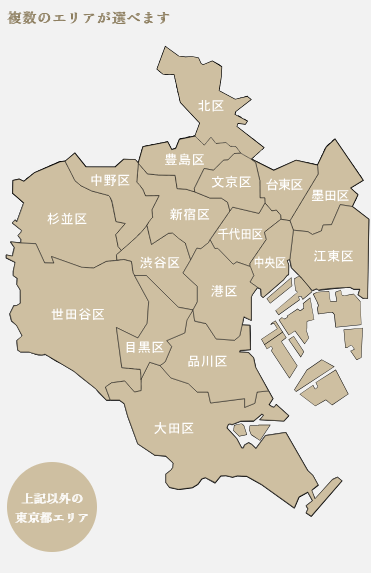 複数のエリアが選べます
北区
豊島区
中野区
文京区
台東区
墨田区
杉並区
新宿区
千代田区
江東区
渋谷区
中央区
港区
世田谷区
目黒区
品川区
大田区
上記以外の
東京都エリア